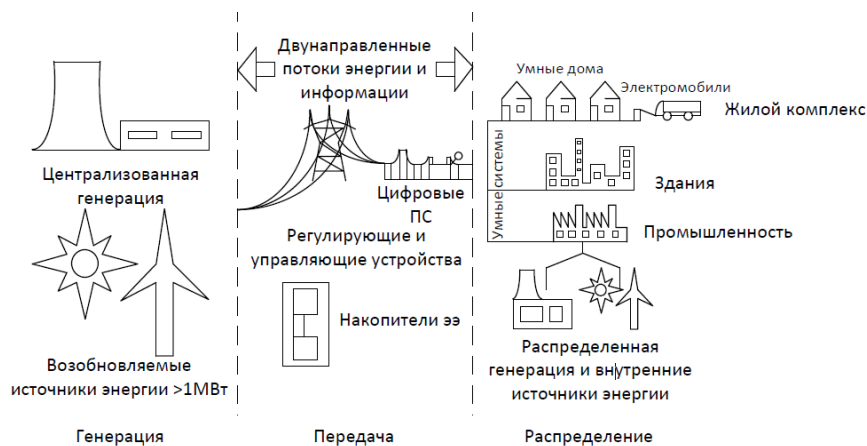 Двунаправленные
потоки энергии и
информации
Умные дома
Электромобили
Жилой комплекс
Централизованная
генерация
Цифровые
ПС
Умные системы
Здания
Регулирующие и
управляющие устройства
Промышленность
Накопители ээ
Возобновляемые
источники энергии >1МВт
Распределенная
генерация и внутренние
источники энергии
Генерация
Передача
Распределение